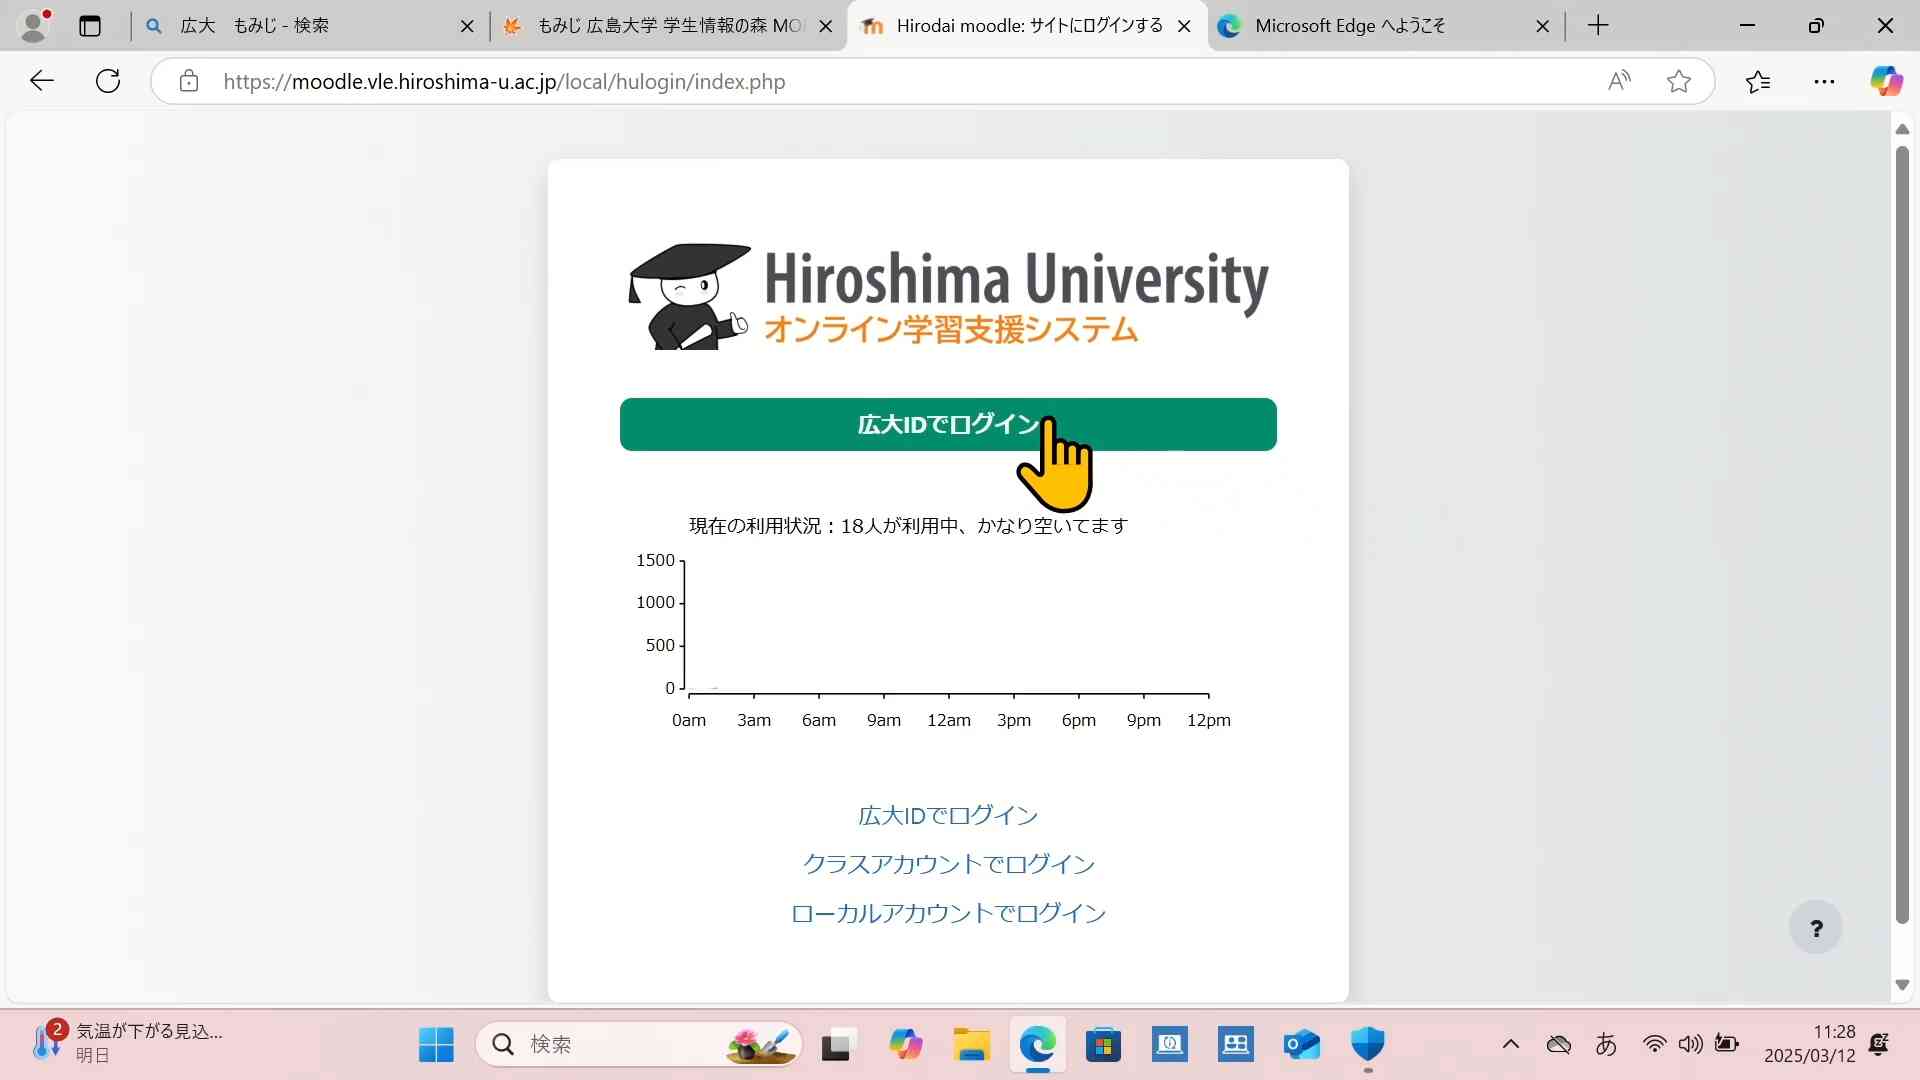 広大 もみじ - 検索
もみじ 広島大学 学生情報の森 MO
Hirodai moodle: サイトにログインする
Microsoft Edge へようこそ
https://moodle.vle.hiroshima-u.ac.jp/local/hulogin/index.php
Hiroshima University
オンライン学習支援システム
広大IDでログイン
現在の利用状況：18人が利用中、かなり空いてます
1500
1000
500
0
0am 3am 6am 9am 12am 3pm 6pm 9pm 12pm
広大IDでログイン
クラスアカウントでログイン
ローカルアカウントでログイン
?
2
気温が下がる見込...
明日
検索
あ
11:28
2025/03/12